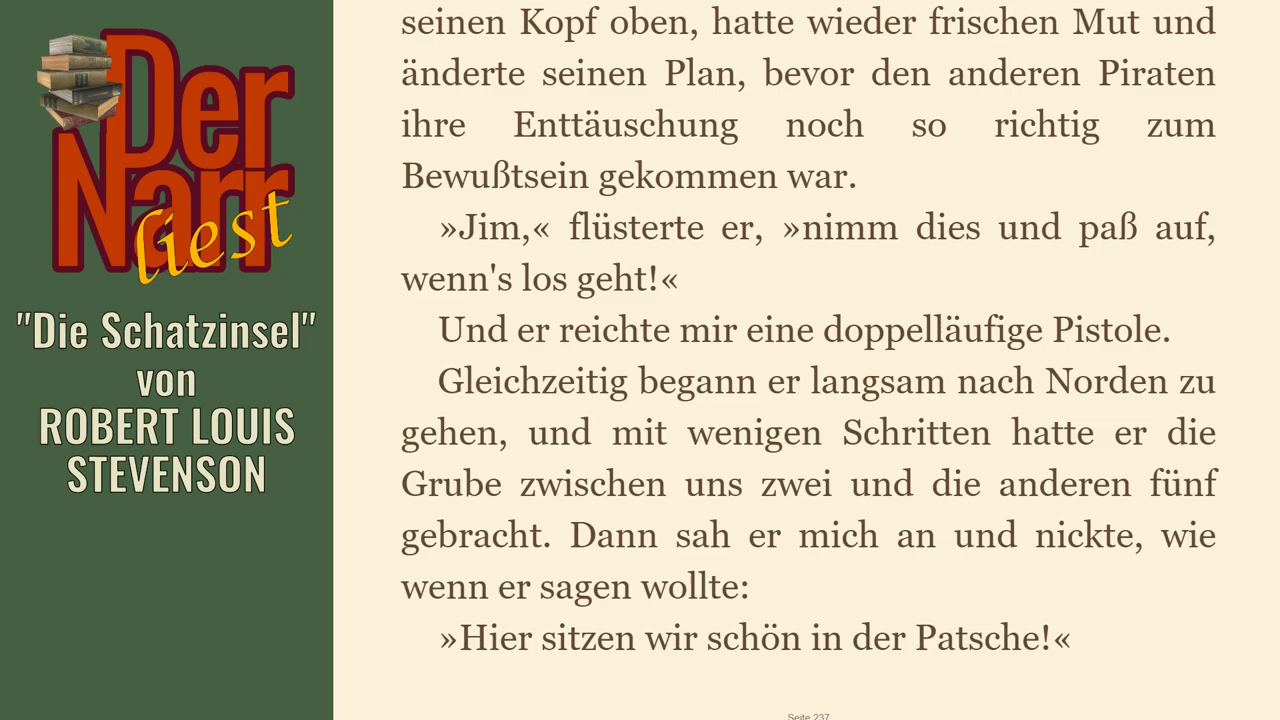 Der
Narr
liest
"Die Schatzinsel"
von
ROBERT LOUIS
STEVENSON
seinen Kopf oben, hatte wieder frischen Mut und
änderte seinen Plan, bevor den anderen Piraten
ihre Enttäuschung noch so richtig zum
Bewußtsein gekommen war.
»Jim,« flüsterte er, »nimm dies und paß auf,
wenn's los geht!«
Und er reichte mir eine doppelläufige Pistole.
Gleichzeitig begann er langsam nach Norden zu
gehen, und mit wenigen Schritten hatte er die
Grube zwischen uns zwei und die anderen fünf
gebracht. Dann sah er mich an und nickte, wie
wenn er sagen wollte:
»Hier sitzen wir schön in der Patsche!«
Seite 237